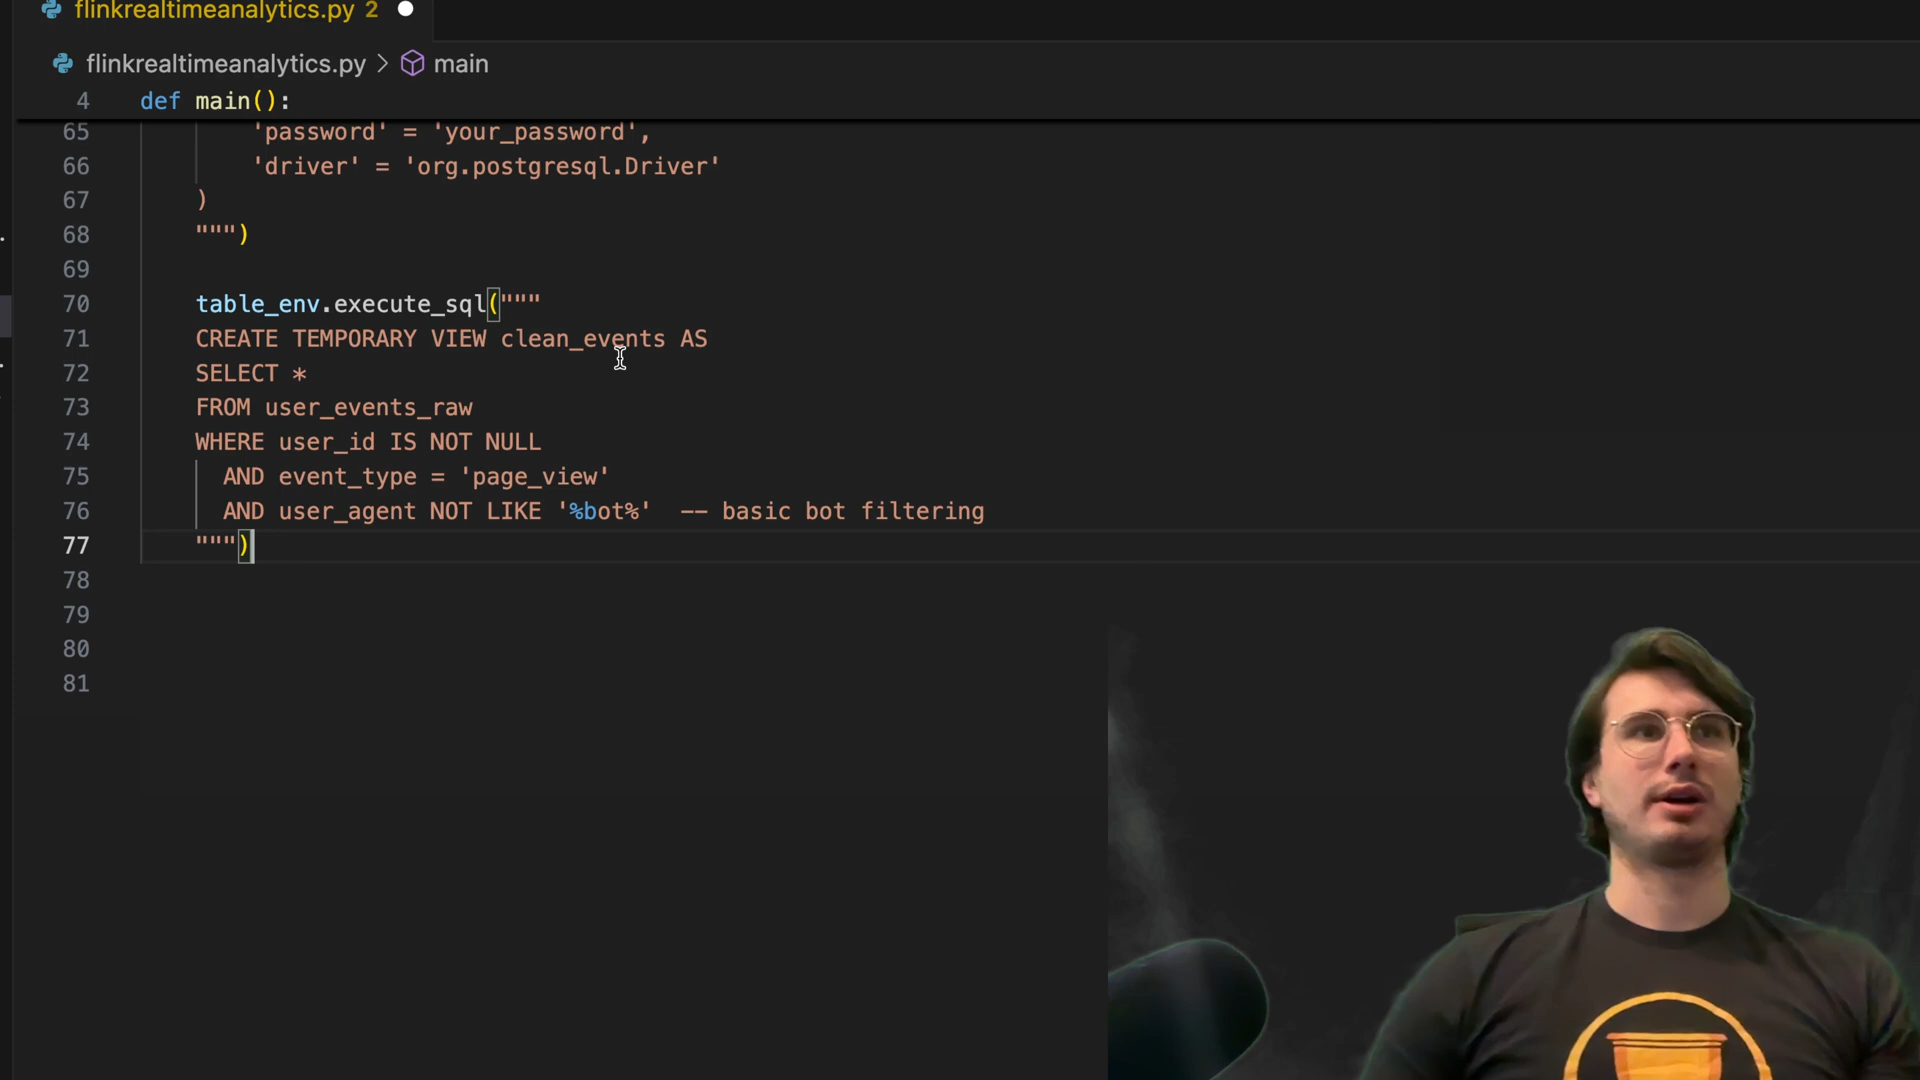 flinkrealtimeanalytics.py 2
flinkrealtimeanalytics.py > main
4 def main():
65 'password' = 'your_password',
66 'driver' = 'org.postgresql.Driver'
67 )
68 """)
69
70 table_env.execute_sql("""
71 CREATE TEMPORARY VIEW clean_events AS
72 SELECT *
73 FROM user_events_raw
74 WHERE user_id IS NOT NULL
75 AND event_type = 'page_view'
76 AND user_agent NOT LIKE '%bot%' -- basic bot filtering
77 """)
78
79
80
81